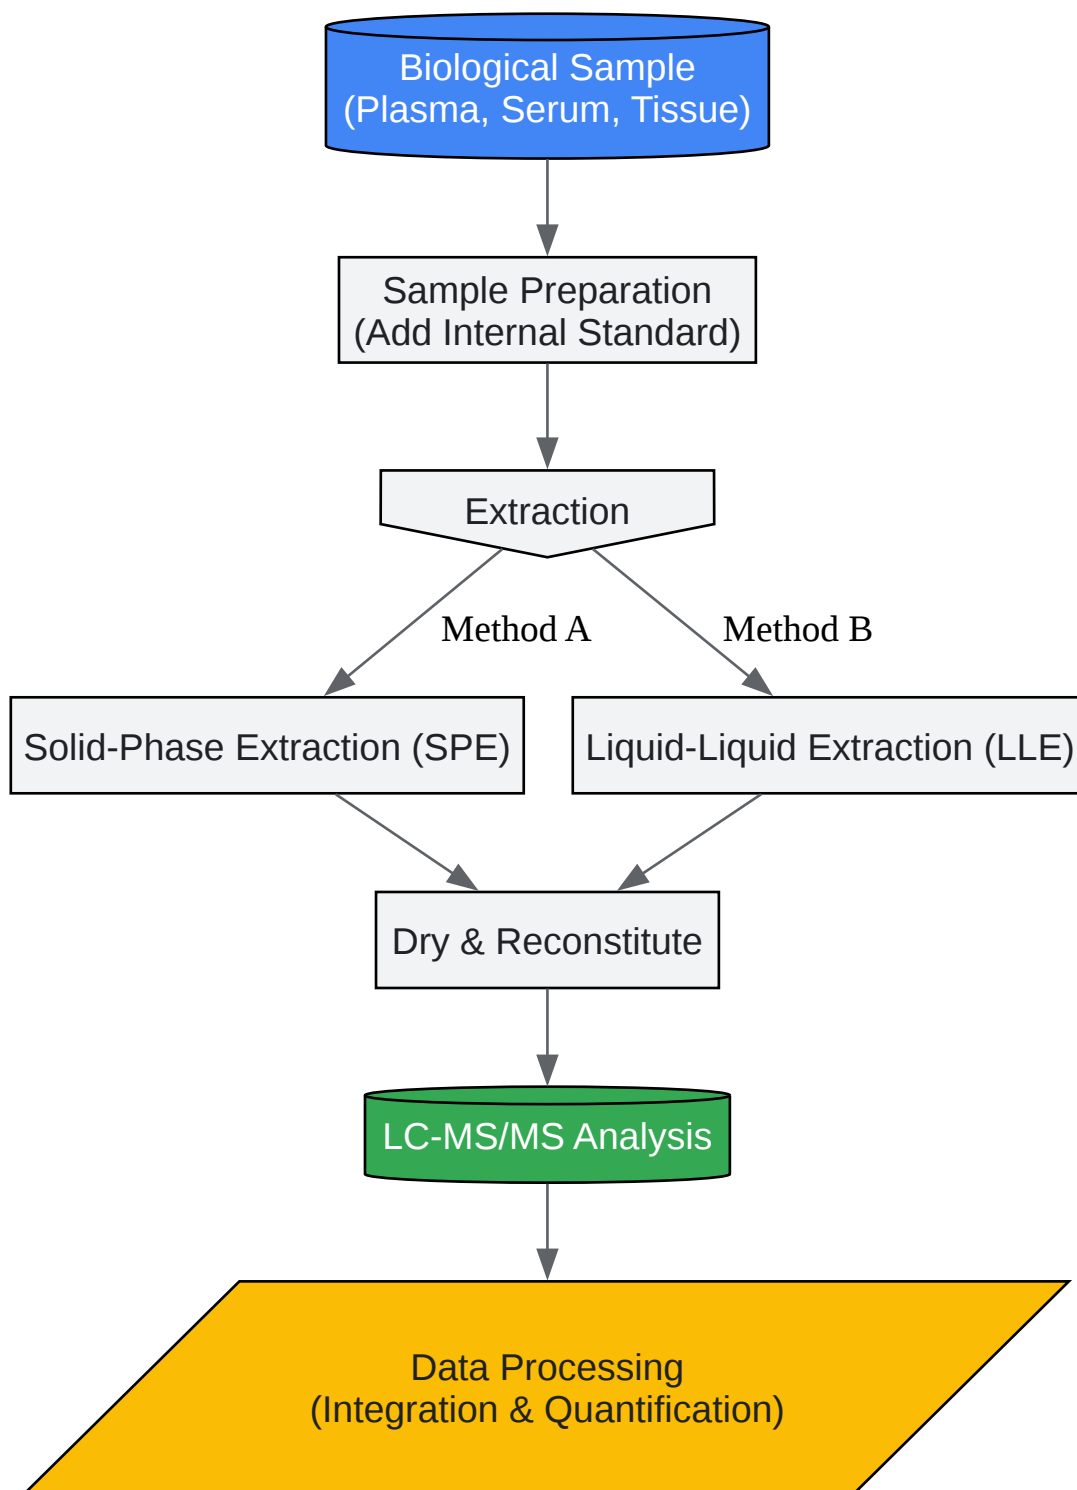 Biological Sample
(Plasma, Serum, Tissue)
Sample Preparation
(Add Internal Standard)
Extraction
Method A
Method B
Solid-Phase Extraction (SPE)
Liquid-Liquid Extraction (LLE)
Dry & Reconstitute
LC-MS/MS Analysis
Data Processing
(Integration & Quantification)